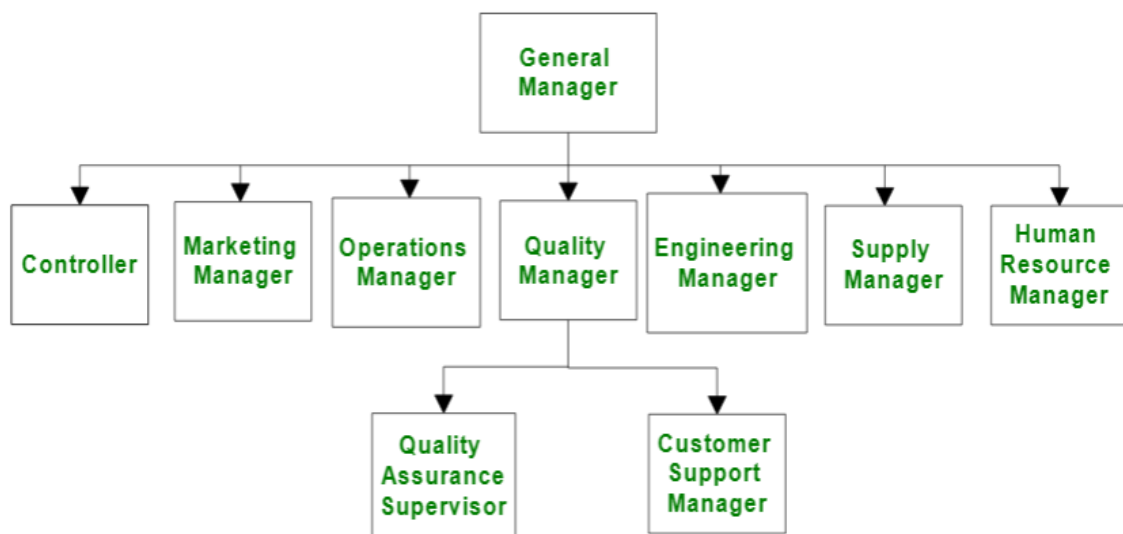 General
Manager
Controller
Marketing
Manager
Operations
Manager
Quality
Manager
Engineering
Manager
Supply
Manager
Human
Resource
Manager
Quality
Assurance
Supervisor
Customer
Support
Manager